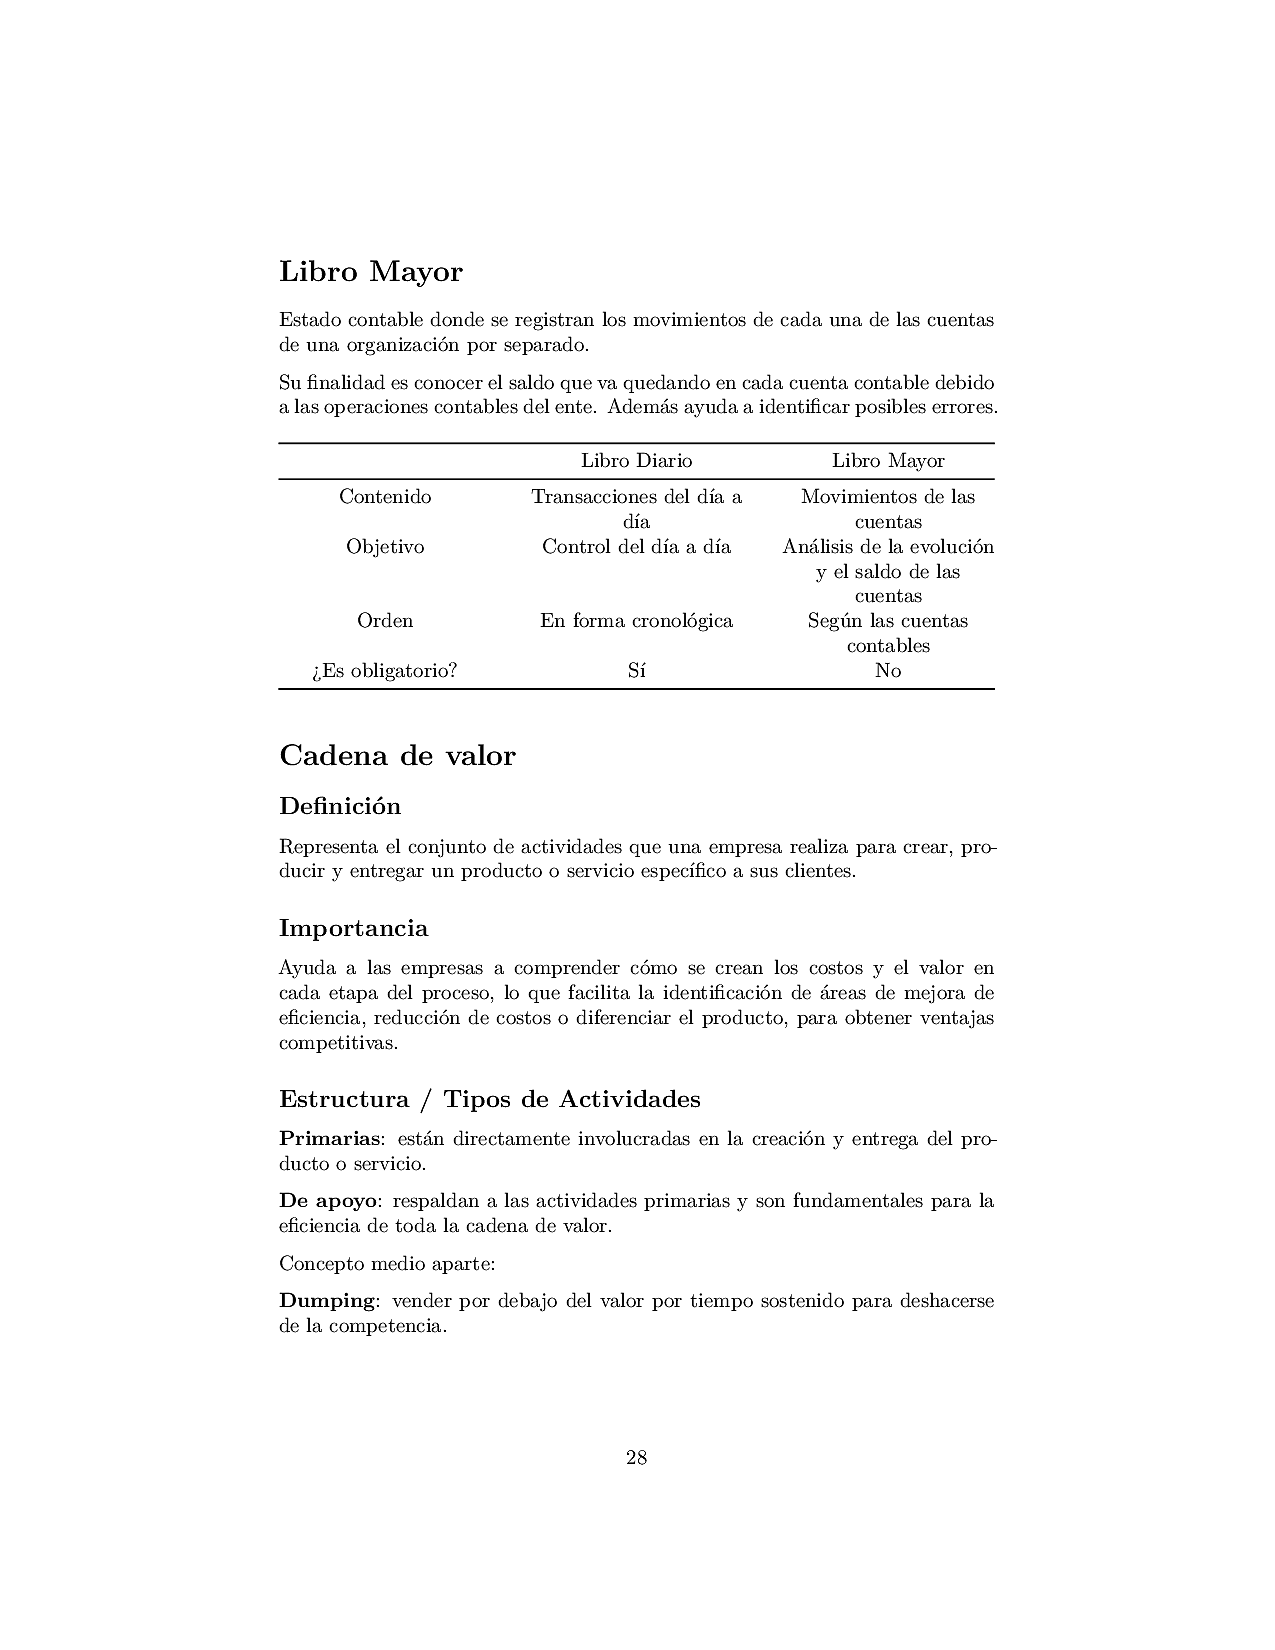 Libro Mayor
Estado contable donde se registran los movimientos de cada una de las cuentas
de una organización por separado.
Su finalidad es conocer el saldo que va quedando en cada cuenta contable debido
a las operaciones contables del ente. Además ayuda a identificar posibles errores.
Libro Diario Libro Mayor
Contenido Transacciones del día a Movimientos de las
día cuentas
Objetivo Control del día a día Análisis de la evolución
y el saldo de las
cuentas
Orden En forma cronológica Según las cuentas
contables
¿Es obligatorio? Sí No
Cadena de valor
Definición
Representa el conjunto de actividades que una empresa realiza para crear, pro-
ducir y entregar un producto o servicio específico a sus clientes.
Importancia
Ayuda a las empresas a comprender cómo se crean los costos y el valor en
cada etapa del proceso, lo que facilita la identificación de áreas de mejora de
eficiencia, reducción de costos o diferenciar el producto, para obtener ventajas
competitivas.
Estructura / Tipos de Actividades
Primarias: están directamente involucradas en la creación y entrega del pro-
ducto o servicio.
De apoyo: respaldan a las actividades primarias y son fundamentales para la
eficiencia de toda la cadena de valor.
Concepto medio aparte:
Dumping: vender por debajo del valor por tiempo sostenido para deshacerse
de la competencia.
28